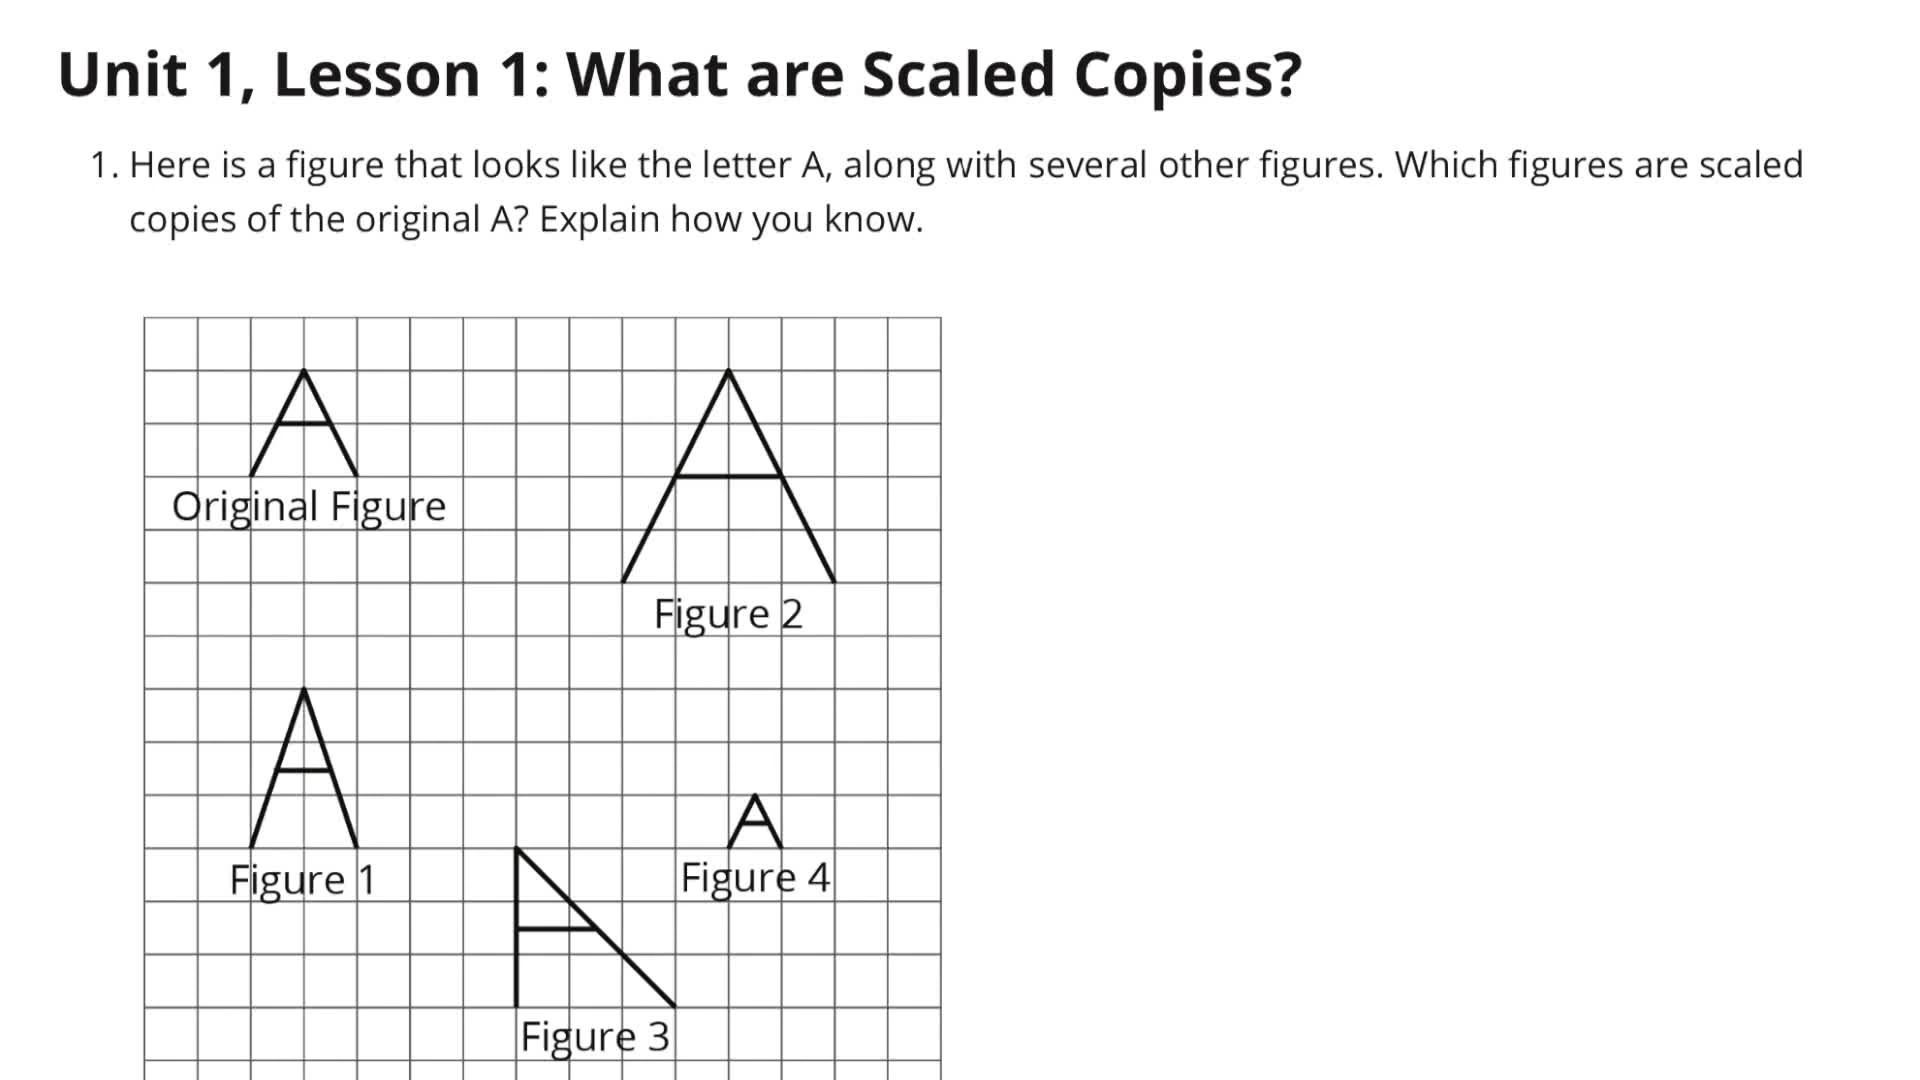 Unit 1, Lesson 1: What are Scaled Copies?
1. Here is a figure that looks like the letter A, along with several other figures. Which figures are scaled
copies of the original A? Explain how you know.
Original Figure
Figure 2
Figure 1
Figure 4
Figure 3